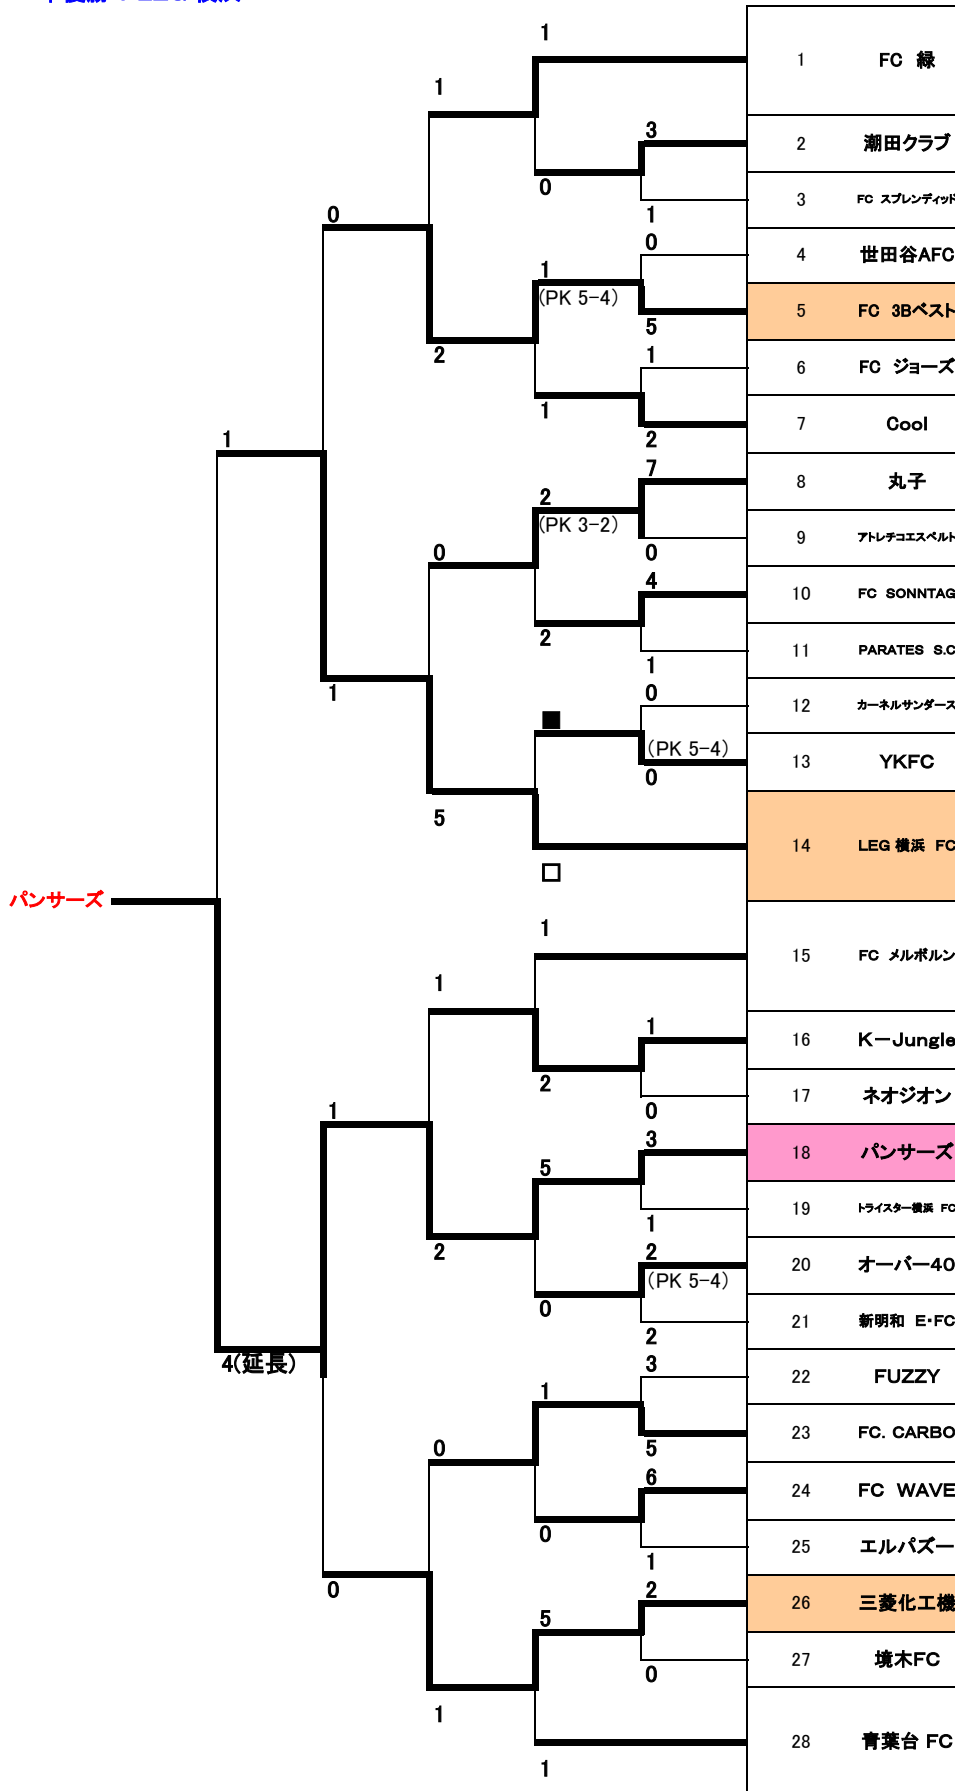 1
1 FC 緑
1
3
2 潮田クラブ
0
3 FC スプレンディッド
1
0
0
4 世田谷AFC
1
(PK 5-4)
5 FC 3Bベスト
5
2
1
6 FC ジョーズ
1
7 Cool
2
1
7
8 丸子
2
(PK 3-2)
9 アトレチコエスペルト
0
0
4
10 FC SONNTAG
2
11 PARATES S.C
1
1
0
12 カーネルサンダース
■
(PK 5-4)
13 YKFC
0
5
14 LEG 横浜 FC
□
パンサーズ
1
15 FC メルボルン
1
1
16 K－Jungle
2
17 ネオジオン
0
1
3
18 パンサーズ
5
19 トライスター横浜 FC
1
2
2
(PK 5-4)
20 オーバー40
0
21 新明和 E・FC
2
4(延長)
3
22 FUZZY
1
23 FC. CARBO
5
0
6
24 FC WAVE
0
25 エルパズー
1
0
2
26 三菱化工機
5
27 境木FC
0
1
28 青葉台 FC
1